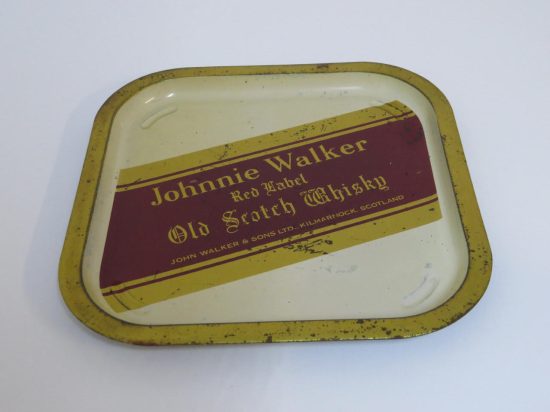 Johnnie Walker
Red Label
Old Scotch Whisky
JOHN WALKER & SONS LTD., KILMARNOCK, SCOTLAND